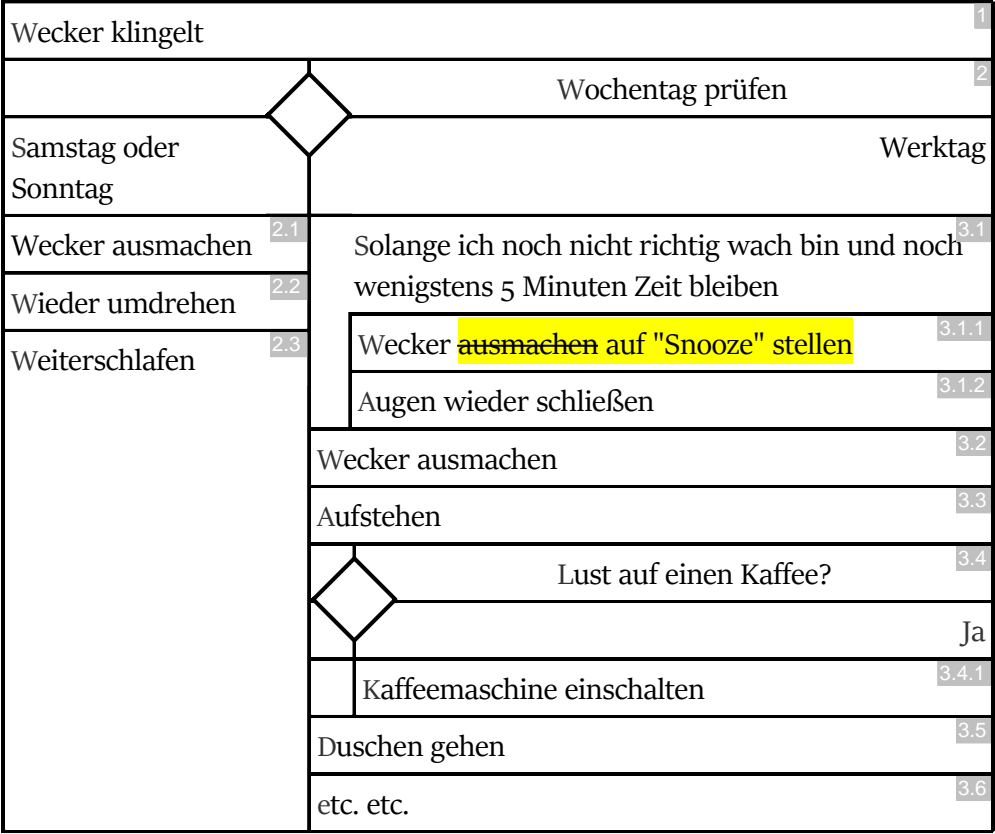 Wecker klingelt 1
Wochentag prüfen 2
Samstag oder
Sonntag
Werktag
Wecker ausmachen 2.1
Wieder umdrehen 2.2
Weiterschlafen 2.3
Solange ich noch nicht richtig wach bin und noch 3.1
wenigstens 5 Minuten Zeit bleiben
Wecker ausmachen auf "Snooze" stellen 3.1.1
Augen wieder schließen 3.1.2
Wecker ausmachen 3.2
Aufstehen 3.3
Lust auf einen Kaffee? 3.4
Ja
Kaffeemaschine einschalten 3.4.1
Duschen gehen 3.5
etc. etc. 3.6